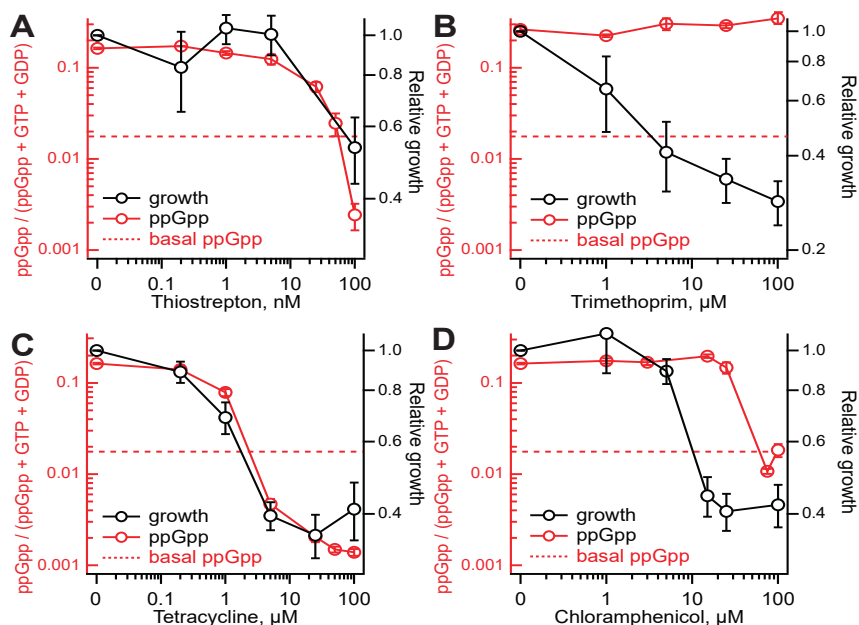 A
ppGpp / (ppGpp + GTP + GDP)
0.1
0.01
0.001
1.0
0.8
0.6
0.4
Relative growth
growth
ppGpp
basal ppGpp
0 0.1 1 10 100
Thiostrepton, nM
B
ppGpp / (ppGpp + GTP + GDP)
0.1
0.01
0.001
1.0
0.8
0.6
0.4
0.2
Relative growth
growth
ppGpp
basal ppGpp
0 1 10 100
Trimethoprim, µM
C
ppGpp / (ppGpp + GTP + GDP)
0.1
0.01
0.001
1.0
0.8
0.6
0.4
Relative growth
growth
ppGpp
basal ppGpp
0 0.1 1 10 100
Tetracycline, µM
D
ppGpp / (ppGpp + GTP + GDP)
0.1
0.01
0.001
1.0
0.8
0.6
0.4
Relative growth
growth
ppGpp
basal ppGpp
0 1 10 100
Chloramphenicol, µM